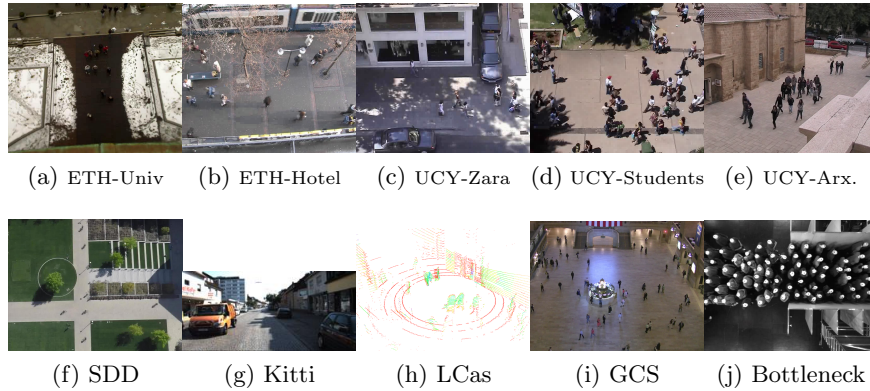 (a) ETH-Univ (b) ETH-Hotel (c) UCY-Zara (d) UCY-Students (e) UCY-Arx.
(f) SDD (g) Kitti (h) LCas (i) GCS (j) Bottleneck